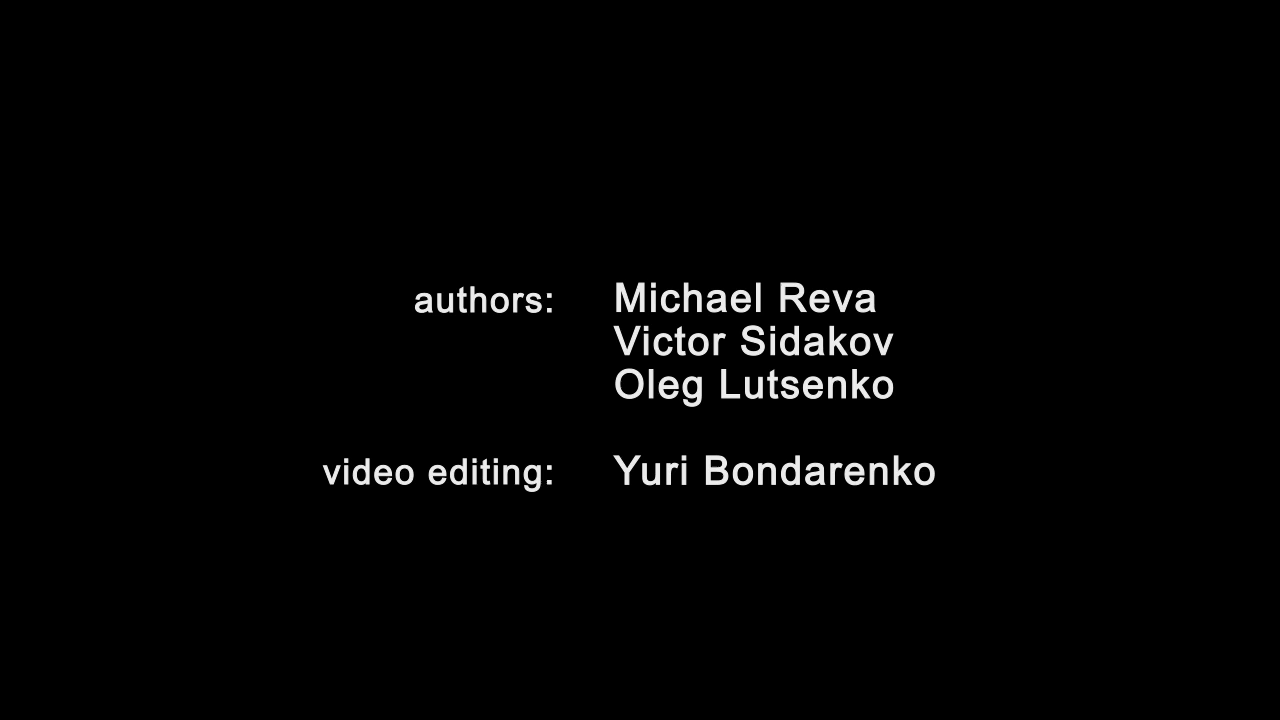 authors: Michael Reva
Victor Sidakov
Oleg Lutsenko
video editing: Yuri Bondarenko